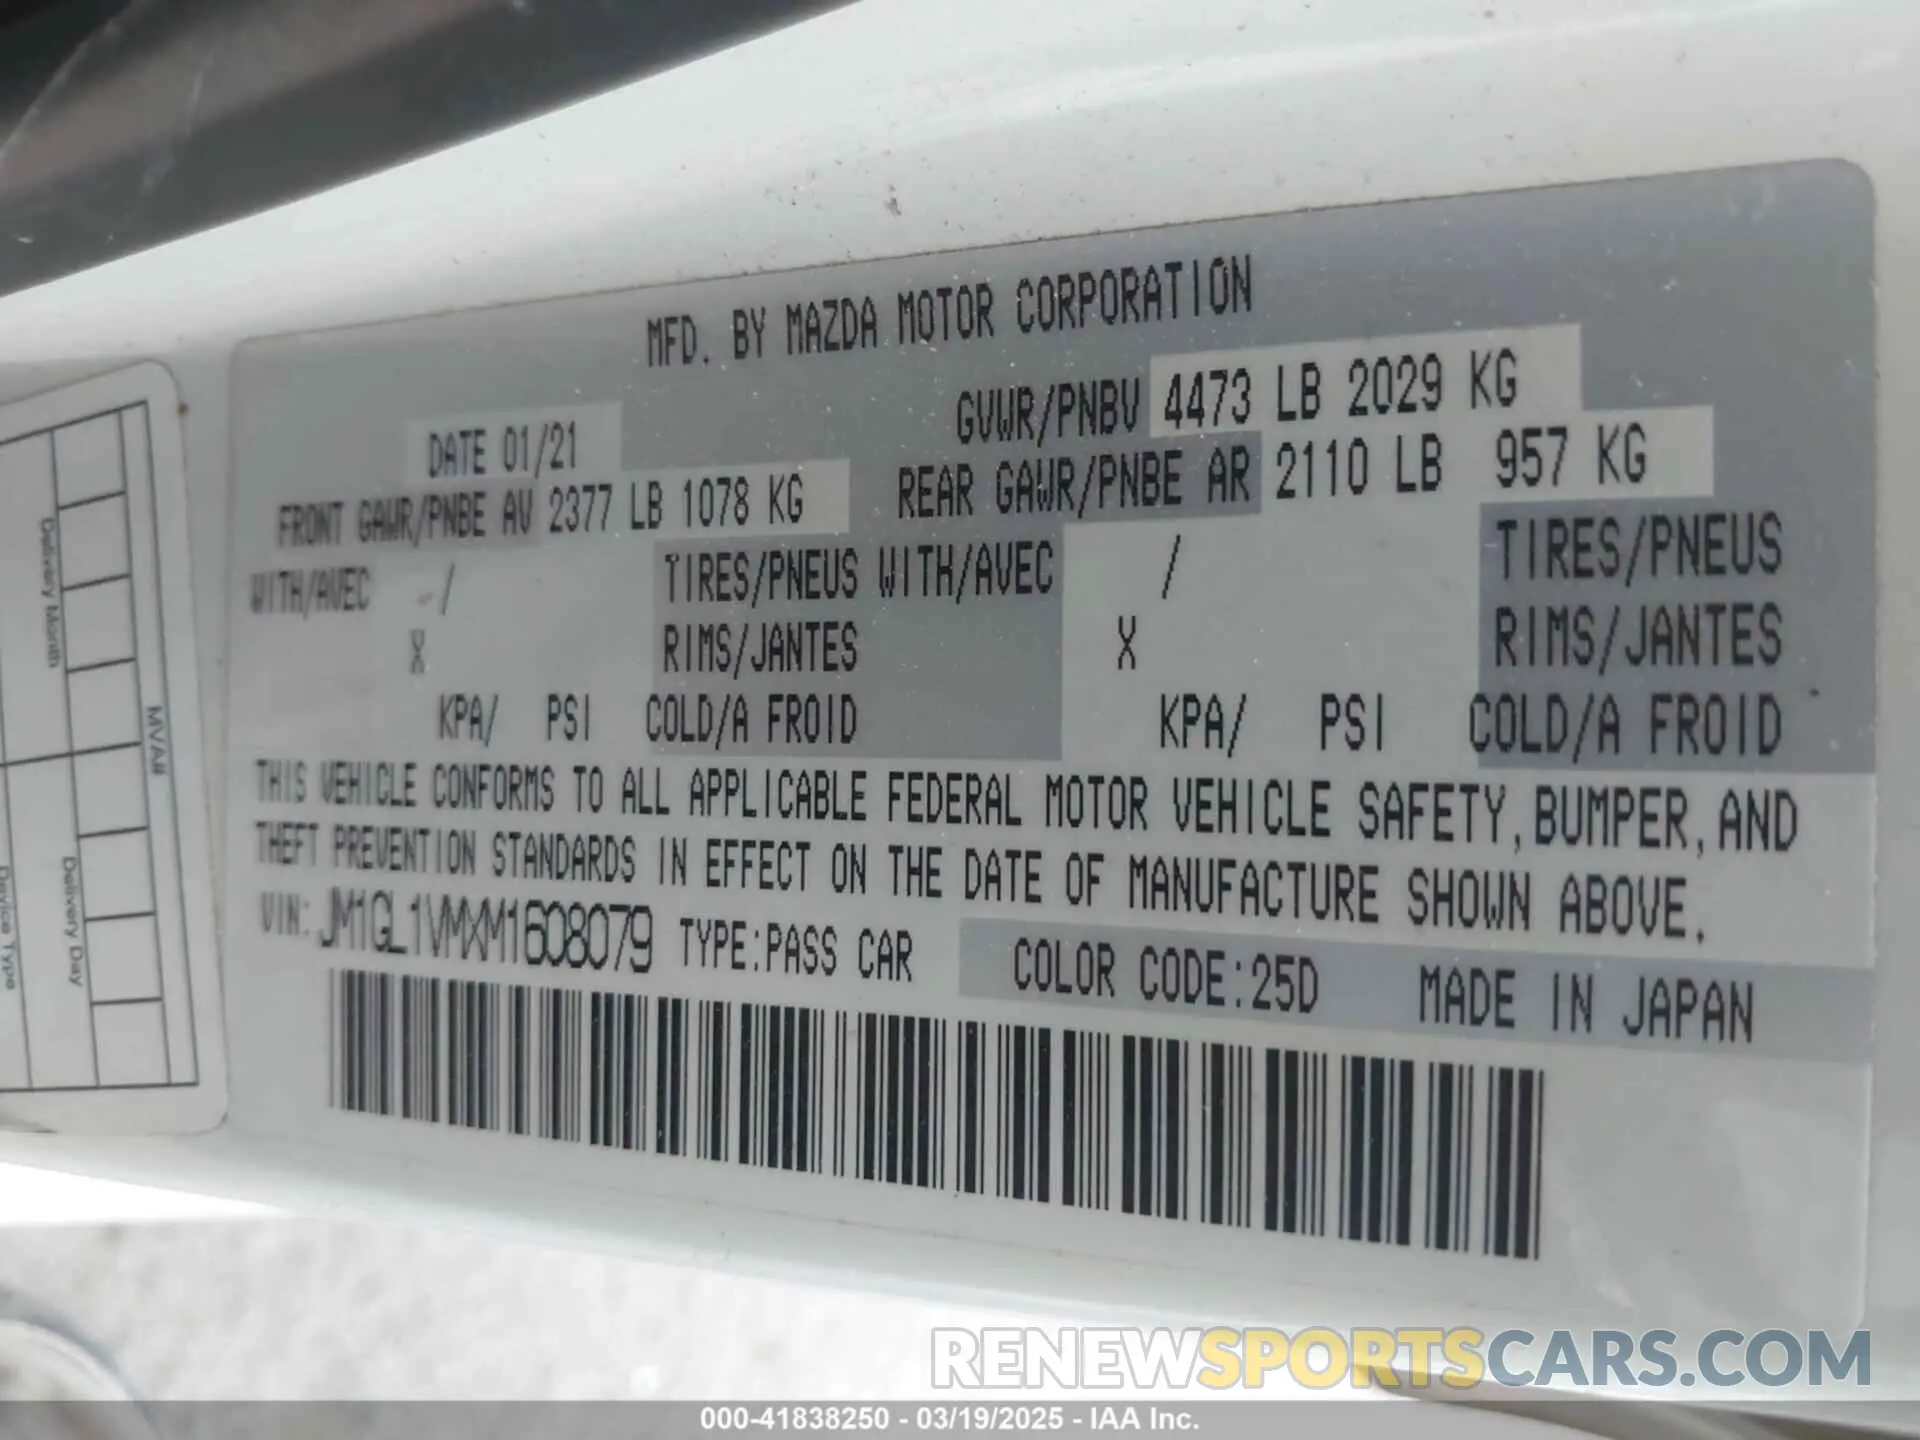 MFD. BY MAZDA MOTOR CORPORATION
DATE 01/21 GVWR/PNBV 4473 LB 2029 KG
FRONT GAWR/PNBE AV 2377 LB 1078 KG REAR GAWR/PNBE AR 2110 LB 957 KG
WITH/AVEC -/ TIRES/PNEUS WITH/AVEC / TIRES/PNEUS
X RIMS/JANTES X RIMS/JANTES
KPA/ PSI COLD/A FROID KPA/ PSI COLD/A FROID
THIS VEHICLE CONFORMS TO ALL APPLICABLE FEDERAL MOTOR VEHICLE SAFETY, BUMPER, AND
THEFT PREVENTION STANDARDS IN EFFECT ON THE DATE OF MANUFACTURE SHOWN ABOVE.
VIN: JM1GL1VMXM1608079 TYPE:PASS CAR COLOR CODE:25D MADE IN JAPAN
MVA#
Delivery Month
Delivery Day
Device Type
RENEWSPORTSCARS.COM
000-41838250 - 03/19/2025 - IAA Inc.